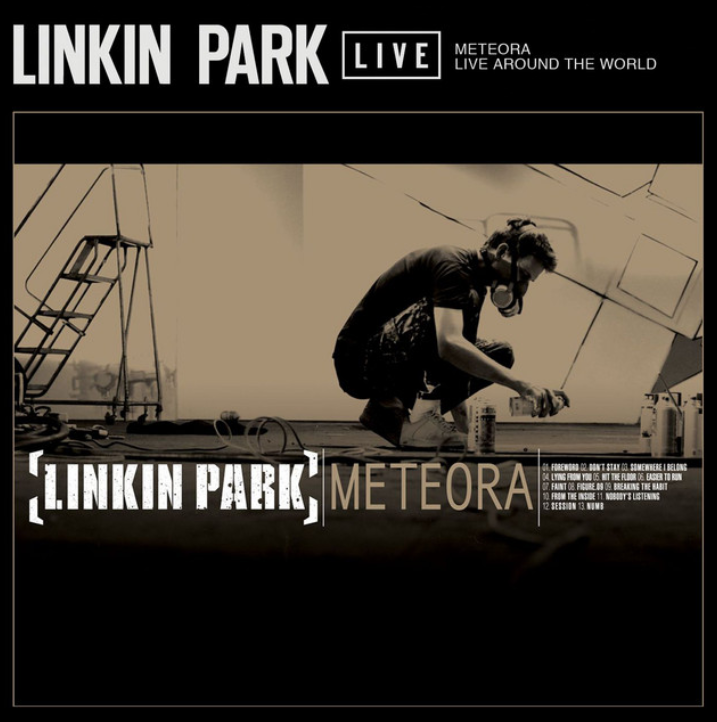 LINKIN PARK LIVE METEORA
LIVE AROUND THE WORLD
[LINKIN PARK] METEORA
01. FOREWORD 02. DON'T STAY 03. SOMEWHERE I BELONG
04. LYING FROM YOU 05. HIT THE FLOOR 06. EASIER TO RUN
07. FAINT 08. FIGURE.09 09. BREAKING THE HABIT
10. FROM THE INSIDE 11. NOBODY'S LISTENING
12. SESSION 13. NUMB